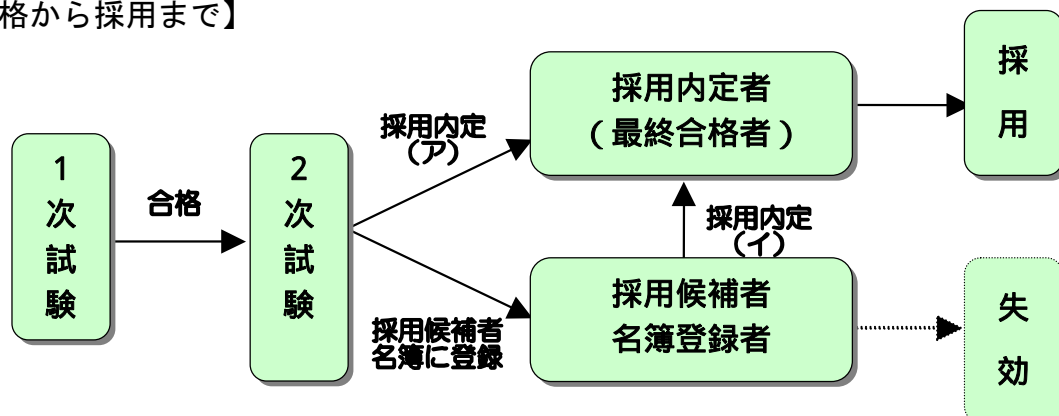 格から採用まで】
1次試験
合格
2次試験
採用内定
（ア）
採用候補者
名簿に登録
採用内定者
（最終合格者）
採用内定
（イ）
採用候補者
名簿登録者
採用
失効